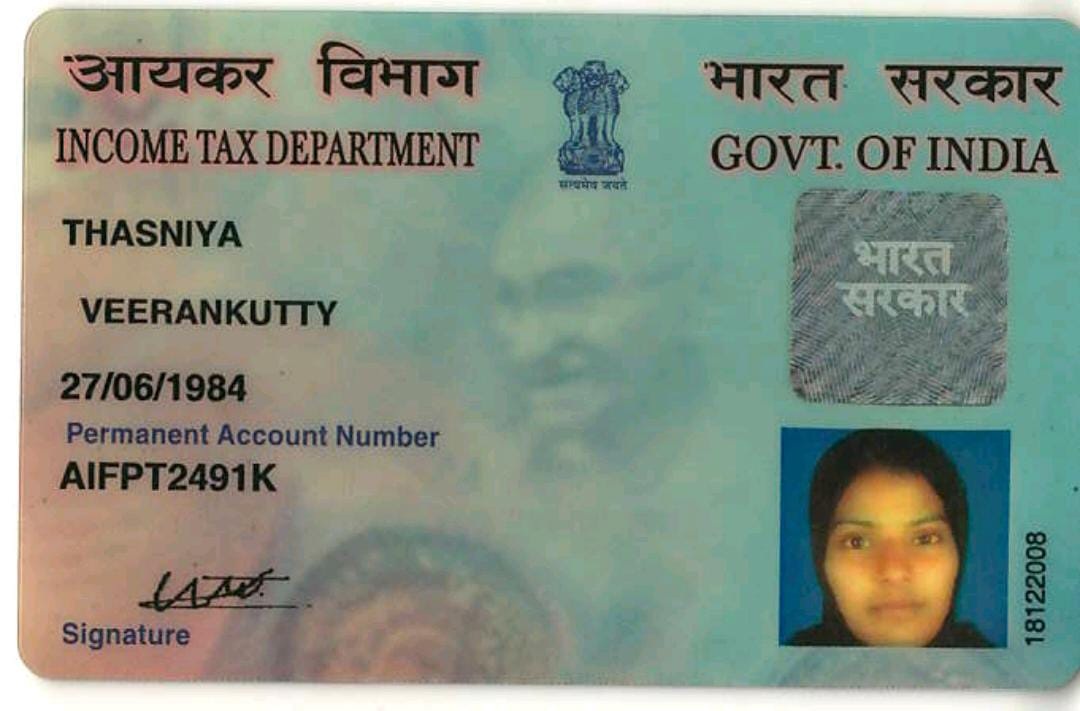 आयकर विभाग
INCOME TAX DEPARTMENT
सत्यमेव जयते
भारत सरकार
GOVT. OF INDIA
THASNIYA
VEERANKUTTY
27/06/1984
Permanent Account Number
AIFPT2491K
Signature
भारत
सरकार
18122008